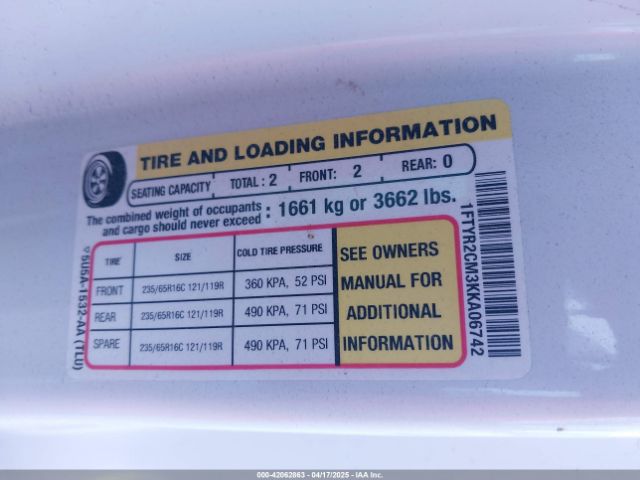 TIRE AND LOADING INFORMATION
SEATING CAPACITY TOTAL : 2 FRONT: 2 REAR: 0
The combined weight of occupants and cargo should never exceed : 1661 kg or 3662 lbs.
TIRE SIZE COLD TIRE PRESSURE
FRONT 235/65R16C 121/119R 360 KPA, 52 PSI
REAR 235/65R16C 121/119R 490 KPA, 71 PSI
SPARE 235/65R16C 121/119R 490 KPA, 71 PSI
SEE OWNERS
MANUAL FOR
ADDITIONAL
INFORMATION
5U5A-1532-AA (TLU)
1FTYR2CM3KKA06742
000-42062863 - 04/17/2025 - IAA Inc.